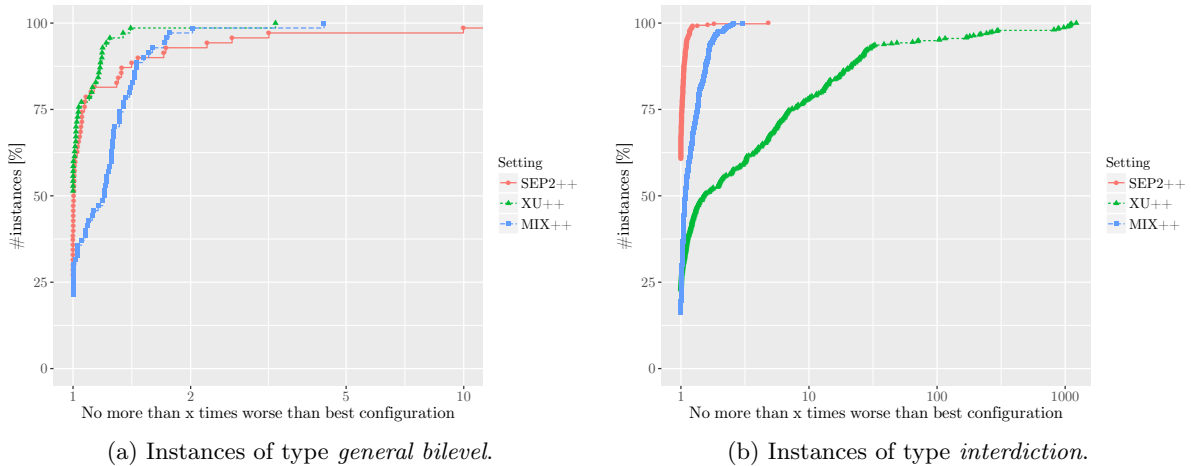 100
75
50
25
0
#instances [%]
1
2
5
10
No more than x times worse than best configuration
Setting
SEP2++
XU++
MIX++
(a) Instances of type general bilevel.
100
75
50
25
0
#instances [%]
1
10
100
1000
No more than x times worse than best configuration
Setting
SEP2++
XU++
MIX++
(b) Instances of type interdiction.